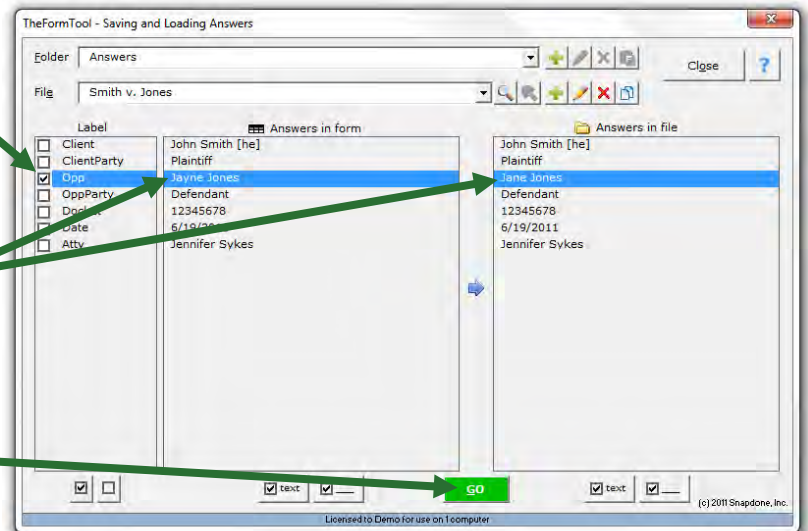 TheFormTool - Saving and Loading Answers
Folder Answers
Close ?
File Smith v. Jones
Label Answers in form Answers in file
Client John Smith [he] John Smith [he]
ClientParty Plaintiff Plaintiff
Opp Jayne Jones Jane Jones
OppParty Defendant Defendant
12345678 12345678
Date 6/19/2011
Atty Jennifer Sykes Jennifer Sykes
text GO text
(c) 2011 Snapdone, Inc.
Licensed to Demo for use on 1 computer